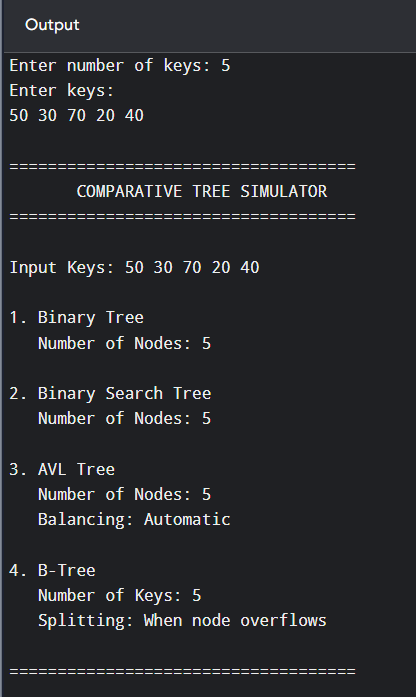 Output
Enter number of keys: 5
Enter keys:
50 30 70 20 40
====================================
COMPARATIVE TREE SIMULATOR
====================================
Input Keys: 50 30 70 20 40
1. Binary Tree
Number of Nodes: 5
2. Binary Search Tree
Number of Nodes: 5
3. AVL Tree
Number of Nodes: 5
Balancing: Automatic
4. B-Tree
Number of Keys: 5
Splitting: When node overflows
====================================